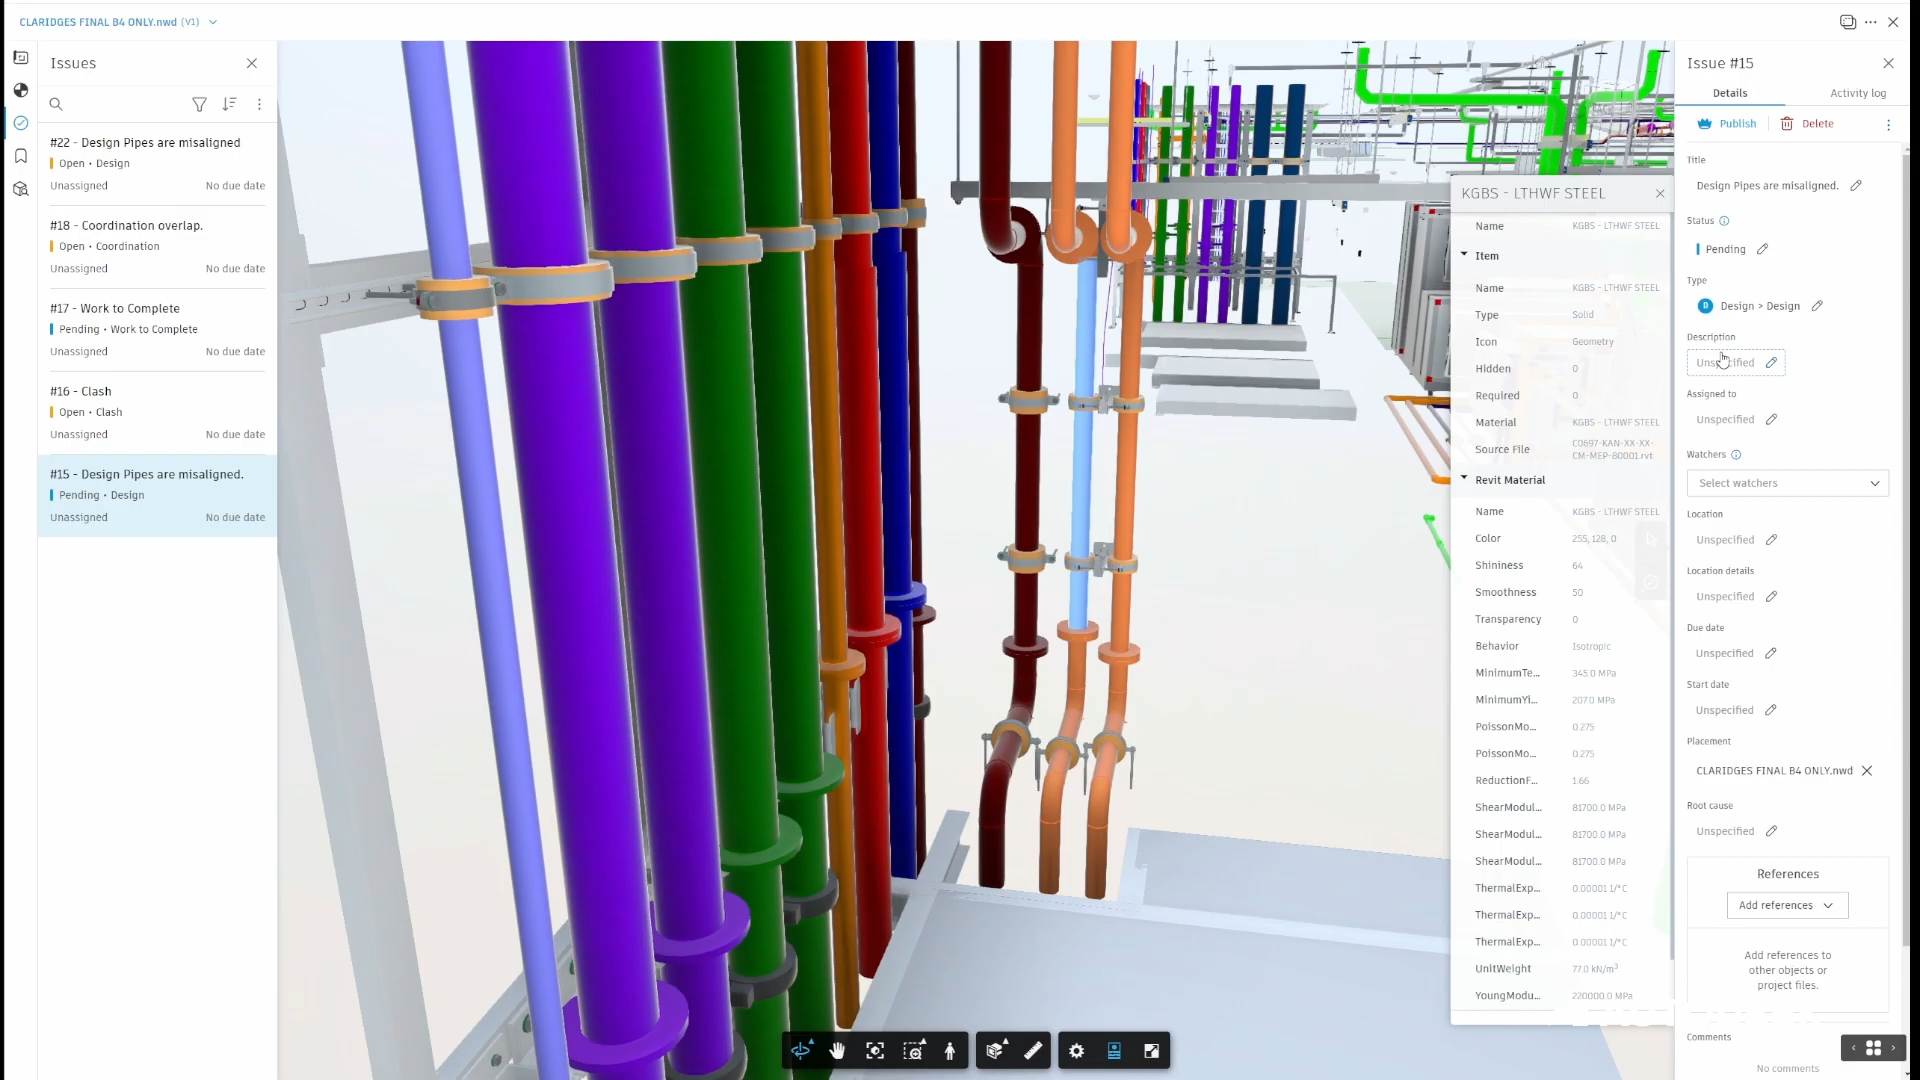 CLARIDGES FINAL B4 ONLY.nwd (V1)
Issues
#22 - Design Pipes are misaligned
Open • Design
Unassigned No due date
#18 - Coordination overlap.
Open • Coordination
Unassigned No due date
#17 - Work to Complete
Pending • Work to Complete
Unassigned No due date
#16 - Clash
Open • Clash
Unassigned No due date
#15 - Design Pipes are misaligned.
Pending • Design
Unassigned No due date
KGBS - LTHWF STEEL
Name KGBS - LTHWF STEEL
Item
Name KGBS - LTHWF STEEL
Type Solid
Icon Geometry
Hidden 0
Required 0
Material KGBS - LTHWF STEEL
Source File C0697-KAN-XX-XX-
CM-MEP-80001.rvt
Revit Material
Name KGBS - LTHWF STEEL
Color 255, 128, 0
Shininess 64
Smoothness 50
Transparency 0
Behavior Isotropic
MinimumTe... 345.0 MPa
MinimumYi... 207.0 MPa
PoissonMo... 0.275
PoissonMo... 0.275
ReductionF... 1.66
ShearModul... 81700.0 MPa
ShearModul... 81700.0 MPa
ShearModul... 81700.0 MPa
ThermalExp... 0.00001 1/°C
ThermalExp... 0.00001 1/°C
ThermalExp... 0.00001 1/°C
UnitWeight 77.0 kN/m³
YoungModu... 220000.0 MPa
Issue #15
Details Activity log
Publish Delete
Title
Design Pipes are misaligned.
Status
Pending
Type
D Design > Design
Description
Unspecified
Assigned to
Unspecified
Watchers
Select watchers
Location
Unspecified
Location details
Unspecified
Due date
Unspecified
Start date
Unspecified
Placement
CLARIDGES FINAL B4 ONLY.nwd
Root cause
Unspecified
References
Add references
Add references to
other objects or
project files.
Comments
No comments